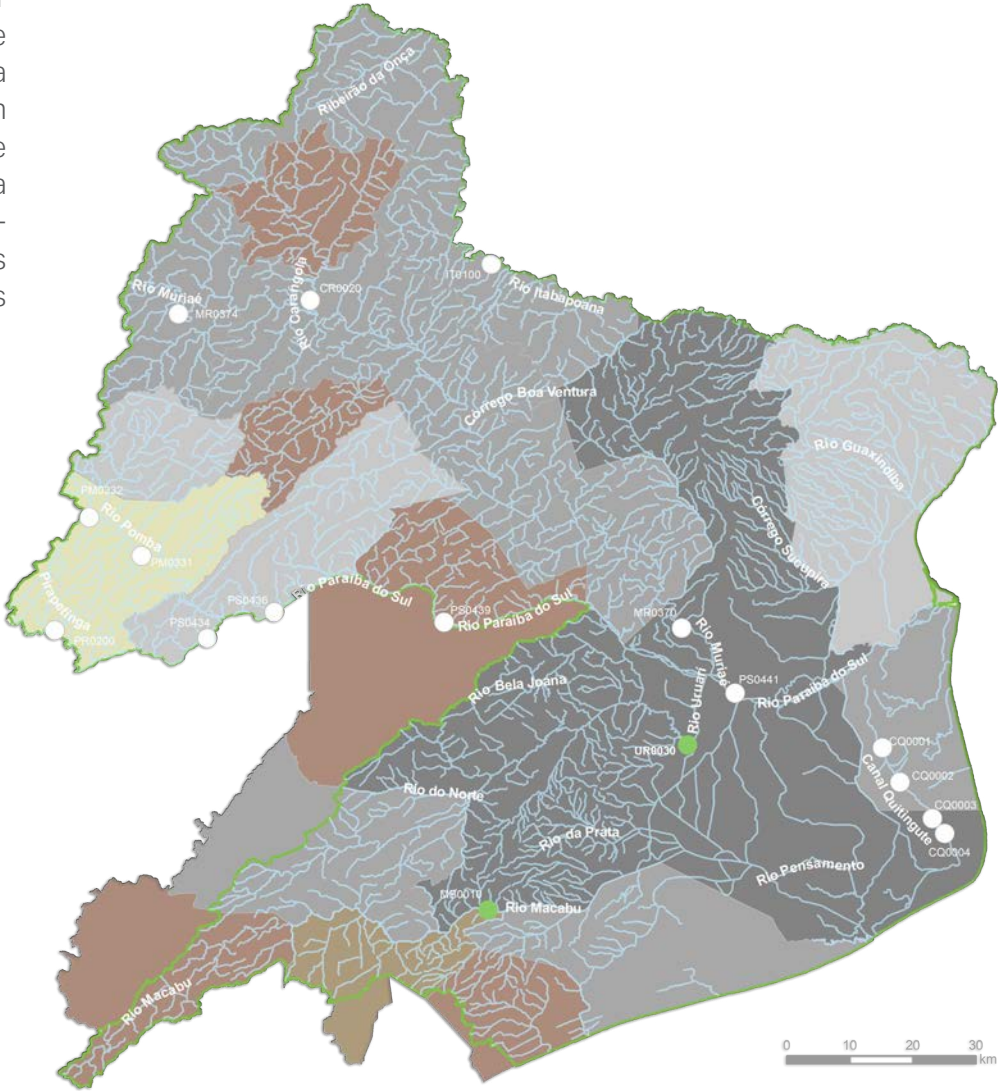 e
a
e
a
-
s
s
Ribeirão da Onça
IT0100
Rio Itabapoana
Rio Muriaé
MR0374
CR0020
Rio Carangola
Córrego Boa Ventura
Rio Guaxindiba
PM0332
Rio Pomba
PM0331
Córrego Sucupira
Pirapetinga
PR0200
PS0434
PS0436
Rio Paraíba do Sul
PS0439
Rio Paraíba do Sul
MR0370
Rio Muriaé
PS0441
Rio Paraíba do Sul
Rio Bela Joana
Rio Ururaí
UR0030
CQ0001
CQ0002
Canal Quitingute
CQ0003
CQ0004
Rio do Norte
Rio da Prata
Rio Pensamento
MB0010
Rio Macabu
Rio Macabu
0 10 20 30
km